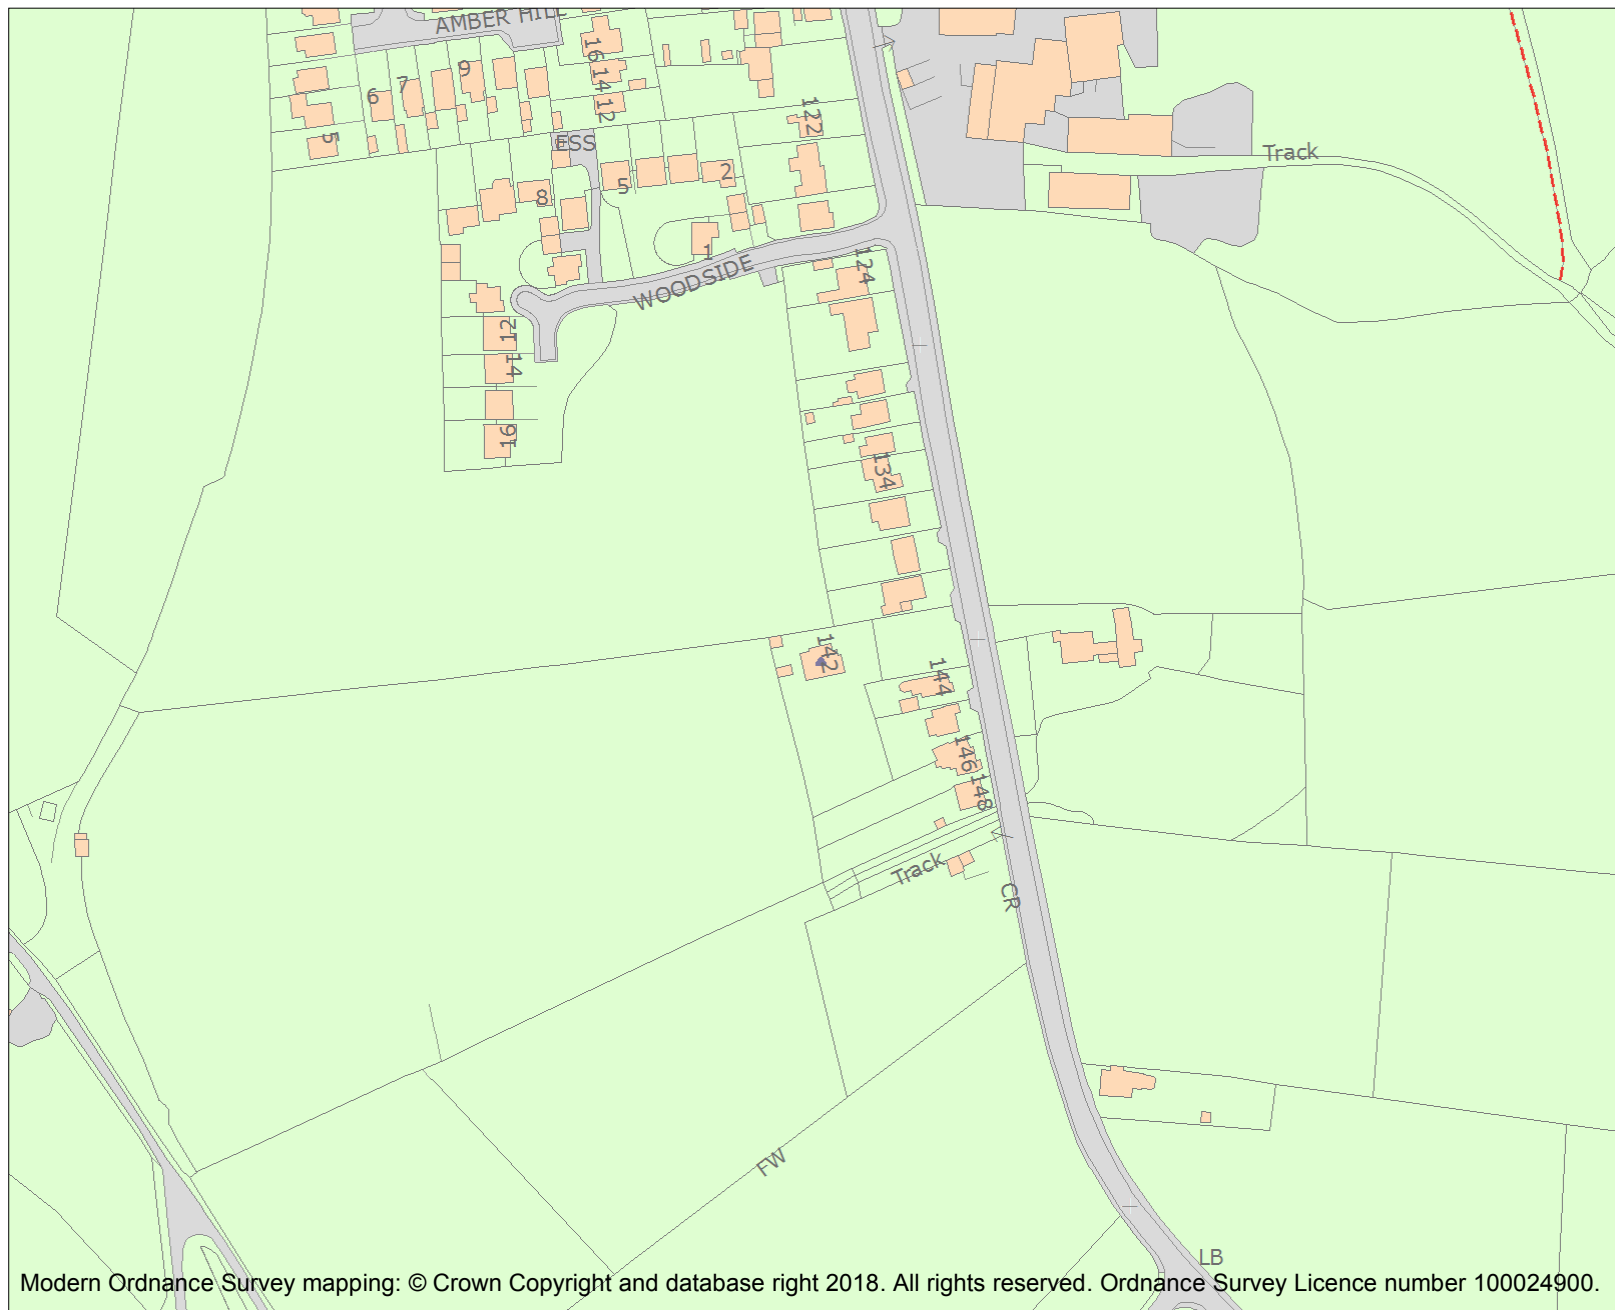 AMBER HILL
16
14
12
9
7
6
5
122
ESS
Track
5
2
8
1
WOODSIDE
124
12
14
16
134
142
144
146
148
Track
CR
FW
LB
Modern Ordnance Survey mapping: © Crown Copyright and database right 2018. All rights reserved. Ordnance Survey Licence number 100024900.